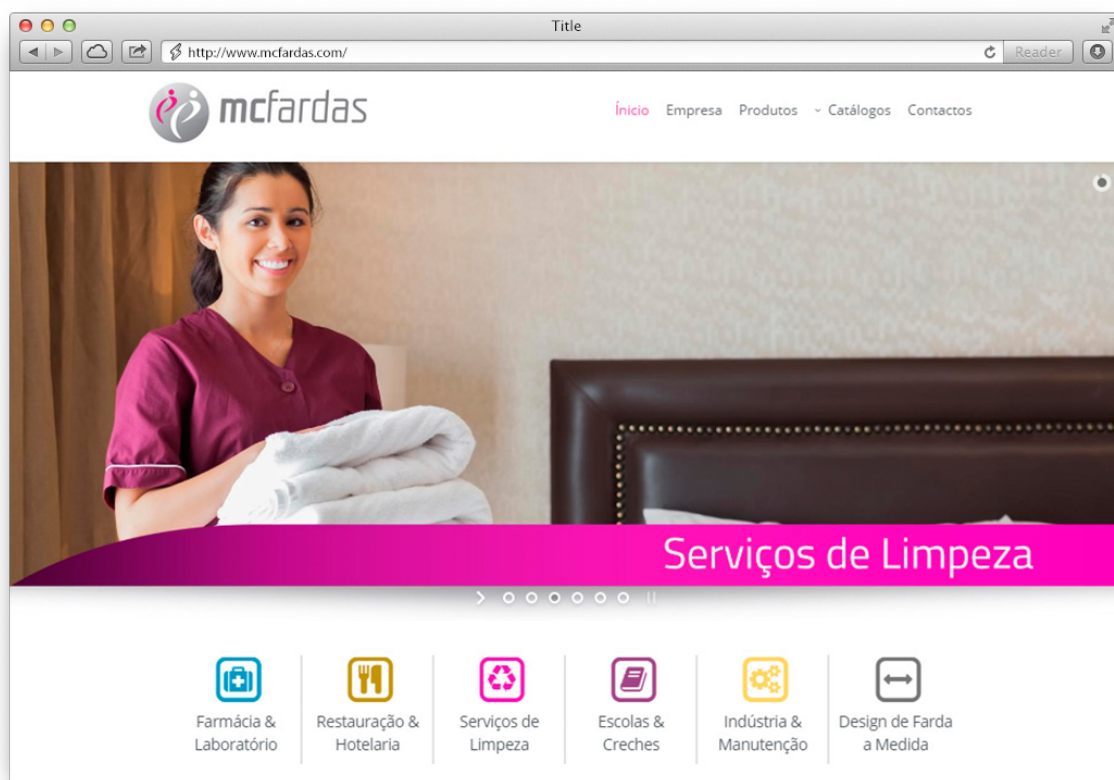 Title
http://www.mcfardas.com/
Reader
mcfardas
Ínicio Empresa Produtos Catálogos Contactos
Serviços de Limpeza
Farmácia &
Laboratório
Restauração &
Hotelaria
Serviços de
Limpeza
Escolas &
Creches
Indústria &
Manutenção
Design de Farda
a Medida